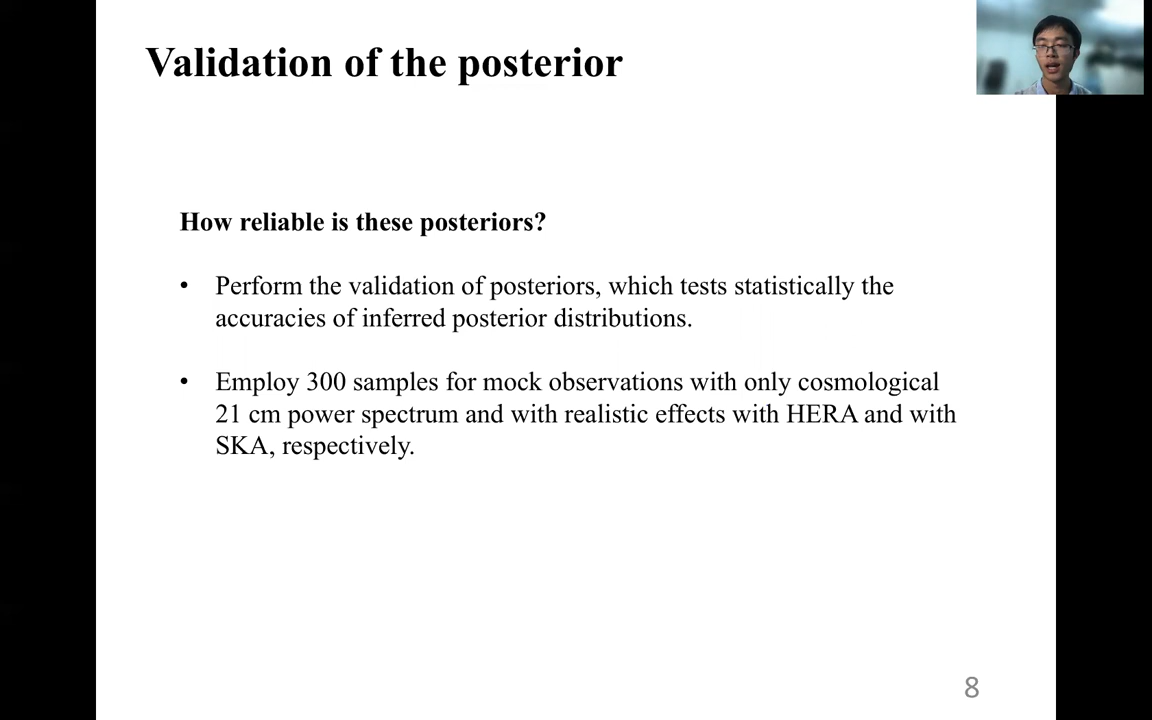 Validation of the posterior
How reliable is these posteriors?
• Perform the validation of posteriors, which tests statistically the
accuracies of inferred posterior distributions.
• Employ 300 samples for mock observations with only cosmological
21 cm power spectrum and with realistic effects with HERA and with
SKA, respectively.
8